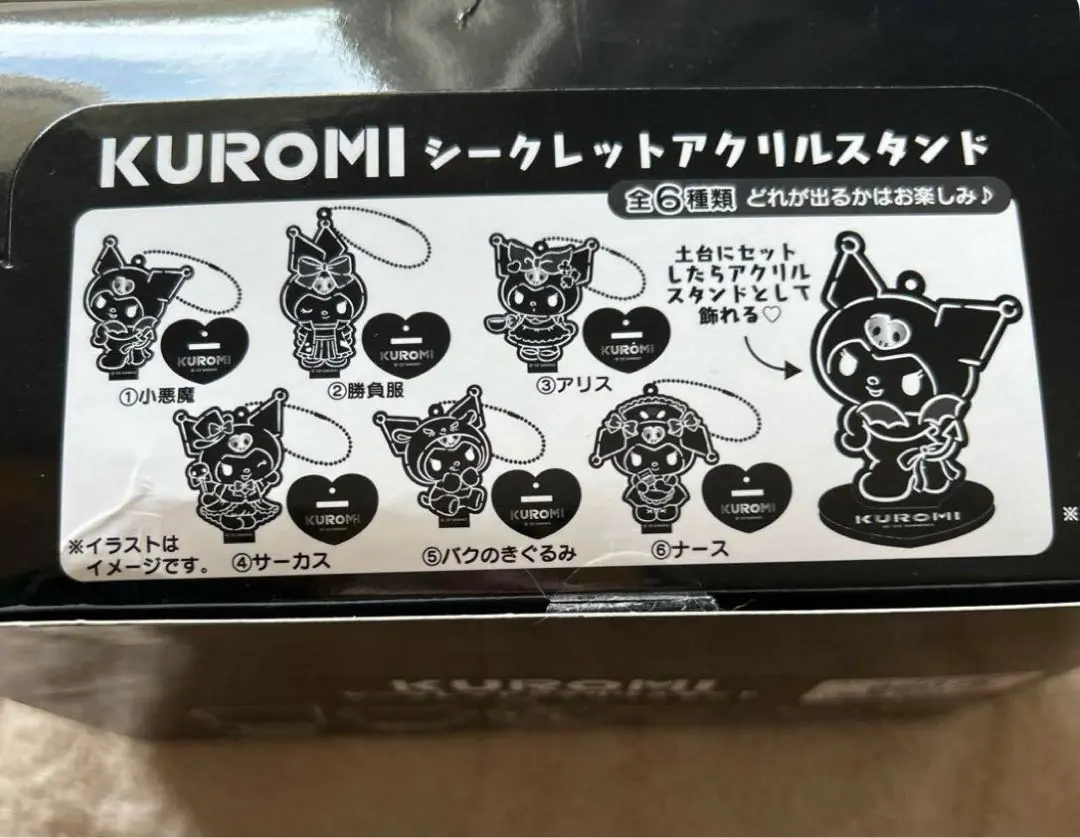 KUROMI シークレットアクリルスタンド
全6種類 どれが出るかはお楽しみ♪
土台にセット
したらアクリル
スタンドとして
飾れる♡
KUROMI
KUROMI
KUROMI
①小悪魔
②勝負服
③アリス
KUROMI
KUROMI
KUROMI
KUROMI
※イラストは
イメージです。
④サーカス
⑤バクのきぐるみ
⑥ナース
※
KUROMI